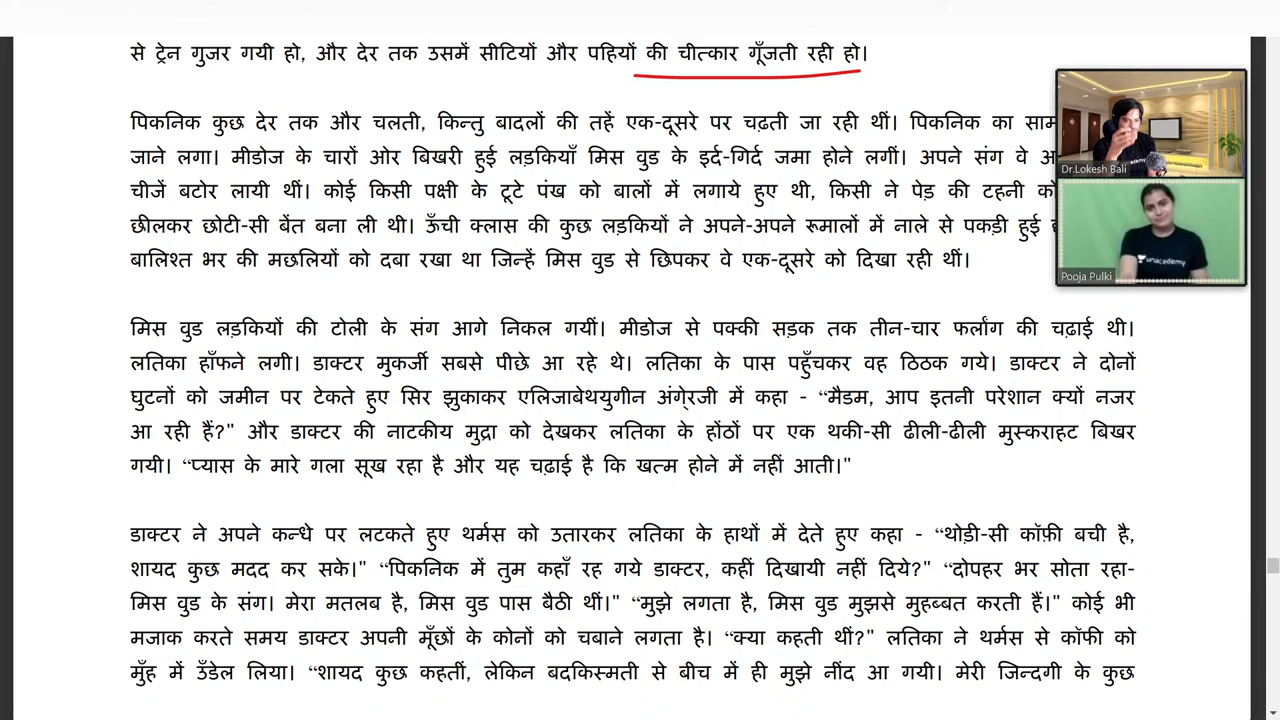 से ट्रेन गुजर गयी हो, और देर तक उसमें सीटियों और पहियों की चीत्कार गूँजती रही हो।
पिकनिक कुछ देर तक और चलती, किन्तु बादलों की तहें एक-दूसरे पर चढ़ती जा रही थीं। पिकनिक का
जाने लगा। मीडोज के चारों ओर बिखरी हुई लड़कियाँ मिस वुड के इर्द-गिर्द जमा होने लगीं। अपने संग वे
चीजें बटोर लायी थीं। कोई किसी पक्षी के टूटे पंख को बालों में लगाये हुए थी, किसी ने पेड़ की टहनी
छीलकर छोटी-सी बेंत बना ली थी। ऊँची क्लास की कुछ लड़कियों ने अपने-अपने रूमालों में नाले से पकड़ी हुई
बालिश्त भर की मछलियों को दबा रखा था जिन्हें मिस वुड से छिपकर वे एक-दूसरे को दिखा रही थीं।
मिस वुड लड़कियों की टोली के संग आगे निकल गयीं। मीडोज से पक्की सड़क तक तीन-चार फर्लांग की चढ़ाई थी।
लतिका हाँफने लगी। डाक्टर मुकर्जी सबसे पीछे आ रहे थे। लतिका के पास पहुँचकर वह ठिठक गये। डाक्टर ने दोनों
घुटनों को जमीन पर टेकते हुए सिर झुकाकर एलिजाबेथयुगीन अंगे्रजी में कहा - “मैडम, आप इतनी परेशान क्यों नजर
आ रही हैं?" और डाक्टर की नाटकीय मुद्रा को देखकर लतिका के होंठों पर एक थकी-सी ढीली-ढीली मुस्कराहट बिखर
गयी। “प्यास के मारे गला सूख रहा है और यह चढ़ाई है कि खत्म होने में नहीं आती।"
डाक्टर ने अपने कन्धे पर लटकते हुए थर्मस को उतारकर लतिका के हाथों में देते हुए कहा - “थोड़ी-सी कॉफ़ी बची है,
शायद कुछ मदद कर सके।" “पिकनिक में तुम कहाँ रह गये डाक्टर, कहीं दिखायी नहीं दिये?" “दोपहर भर सोता रहा-
मिस वुड के संग। मेरा मतलब है, मिस वुड पास बैठी थीं।" “मुझे लगता है, मिस वुड मुझसे मुहब्बत करती हैं।" कोई भी
मजाक करते समय डाक्टर अपनी मूँछों के कोनों को चबाने लगता है। “क्या कहती थीं?" लतिका ने थर्मस से कॉफी को
मुँह में उँडेल लिया। “शायद कुछ कहतीं, लेकिन बदकिस्मती से बीच में ही मुझे नींद आ गयी। मेरी जिन्दगी के कुछ
Dr.Lokesh Bali
unacademy
Pooja Pulki